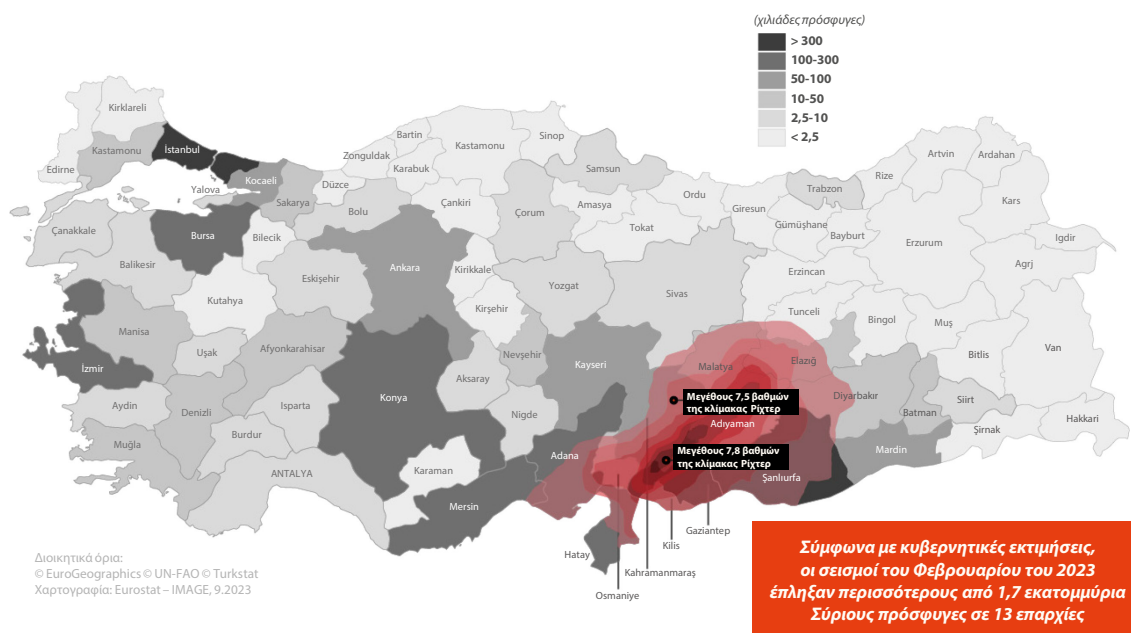 (χιλιάδες πρόσφυγες)
> 300
100-300
50-100
10-50
2,5-10
< 2,5
Kirklareli
Kastamonu
İstanbul
Edirne
Kocaeli
Yalova
Sakarya
Düzce
Zonguldak
Bartin
Karabuk
Kastamonu
Sinop
Çankiri
Bolu
Samsun
Çorum
Amasya
Ordu
Tokat
Giresun
Trabzon
Gümüşhane
Bayburt
Rize
Artvin
Ardahan
Kars
Igdir
Erzurum
Agrj
Çanakkale
Balikesir
Bursa
Bilecik
Eskişehir
Ankara
Kirikkale
Kirşehir
Yozgat
Sivas
Erzincan
Tunceli
Bingol
Muş
Bitlis
Van
Kutahya
Manisa
Uşak
Afyonkarahisar
İzmir
Aydin
Denizli
Isparta
Burdur
Muğla
ANTALYA
Konya
Aksaray
Nevşehir
Nigde
Kayseri
Karaman
Mersin
Adana
Malatya
Elazığ
Diyarbakır
Batman
Siirt
Şirnak
Hakkari
Mardin
Μεγέθους 7,5 βαθμών
της κλίμακας Ρίχτερ
Adıyaman
Μεγέθους 7,8 βαθμών
της κλίμακας Ρίχτερ
Şanlıurfa
Gaziantep
Kilis
Hatay
Kahramanmaraş
Osmaniye
Διοικητικά όρια:
© EuroGeographics © UN-FAO © Turkstat
Χαρτογραφία: Eurostat – IMAGE, 9.2023
Σύμφωνα με κυβερνητικές εκτιμήσεις,
οι σεισμοί του Φεβρουαρίου του 2023
έπληξαν περισσότερους από 1,7 εκατομμύρια
Σύριους πρόσφυγες σε 13 επαρχίες